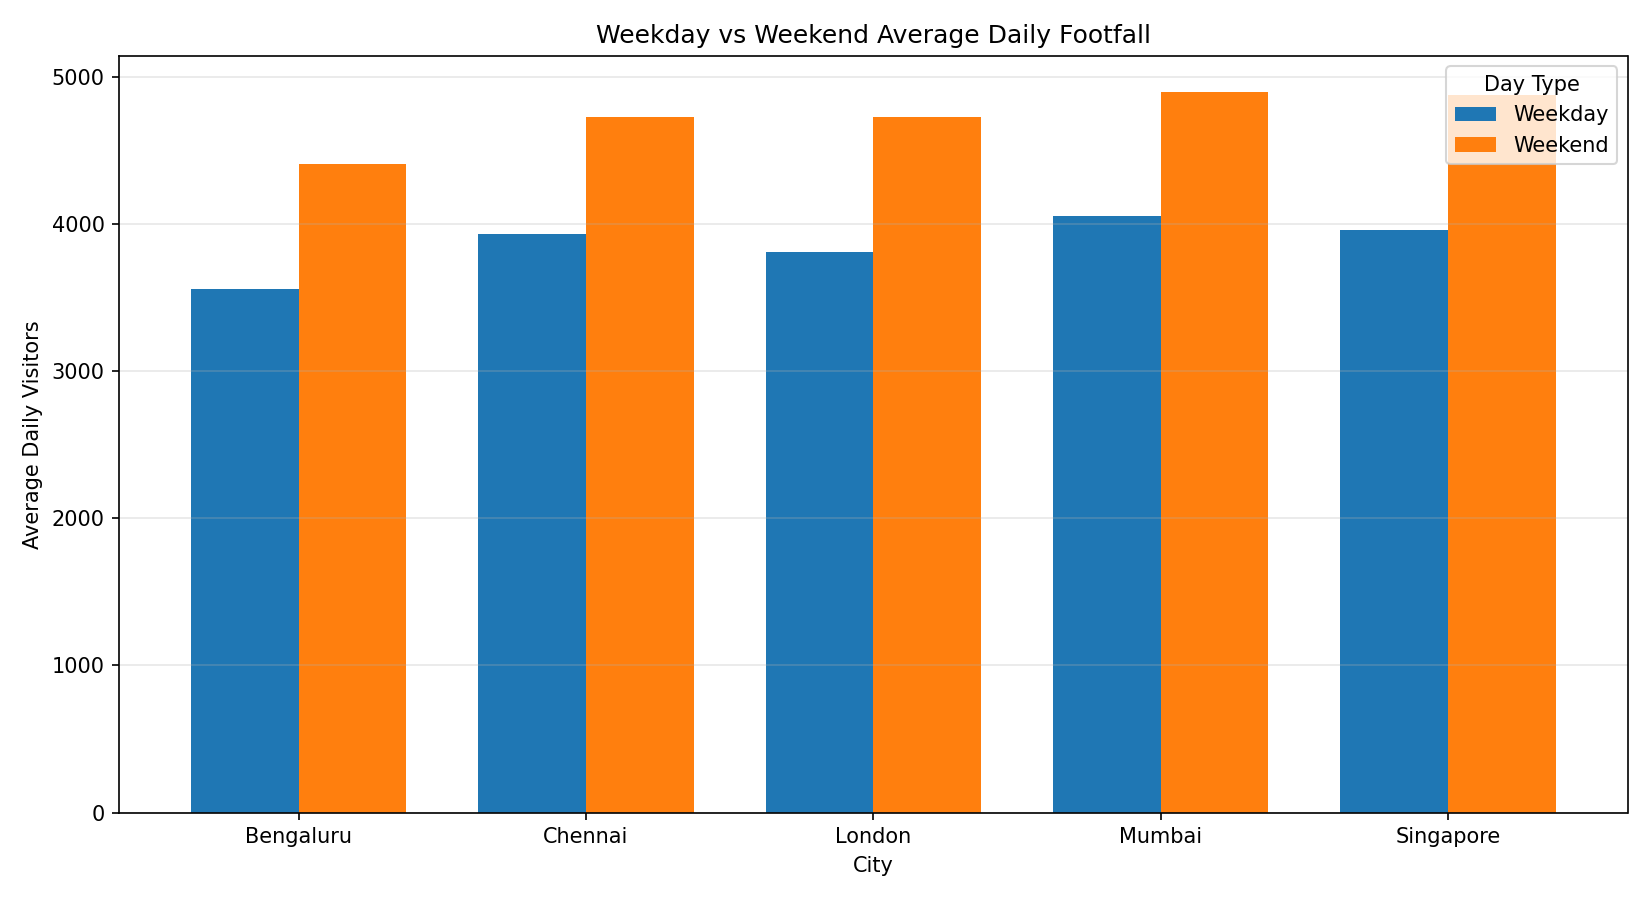 Weekday vs Weekend Average Daily Footfall
Day Type
Weekday
Weekend
Average Daily Visitors
5000
4000
3000
2000
1000
0
Bengaluru Chennai London Mumbai Singapore
City